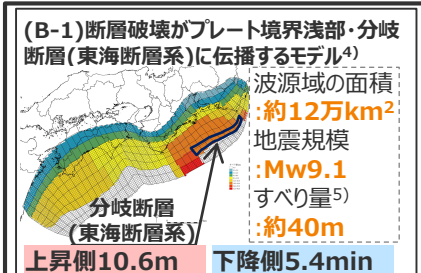 (B-1)断層破壊がプレート境界浅部・分岐
断層(東海断層系)に伝播するモデル4)
波源域の面積
:約12万km2
地震規模
:Mw9.1
すべり量5)
:約40m
分岐断層
(東海断層系)
上昇側10.6m 下降側5.4min